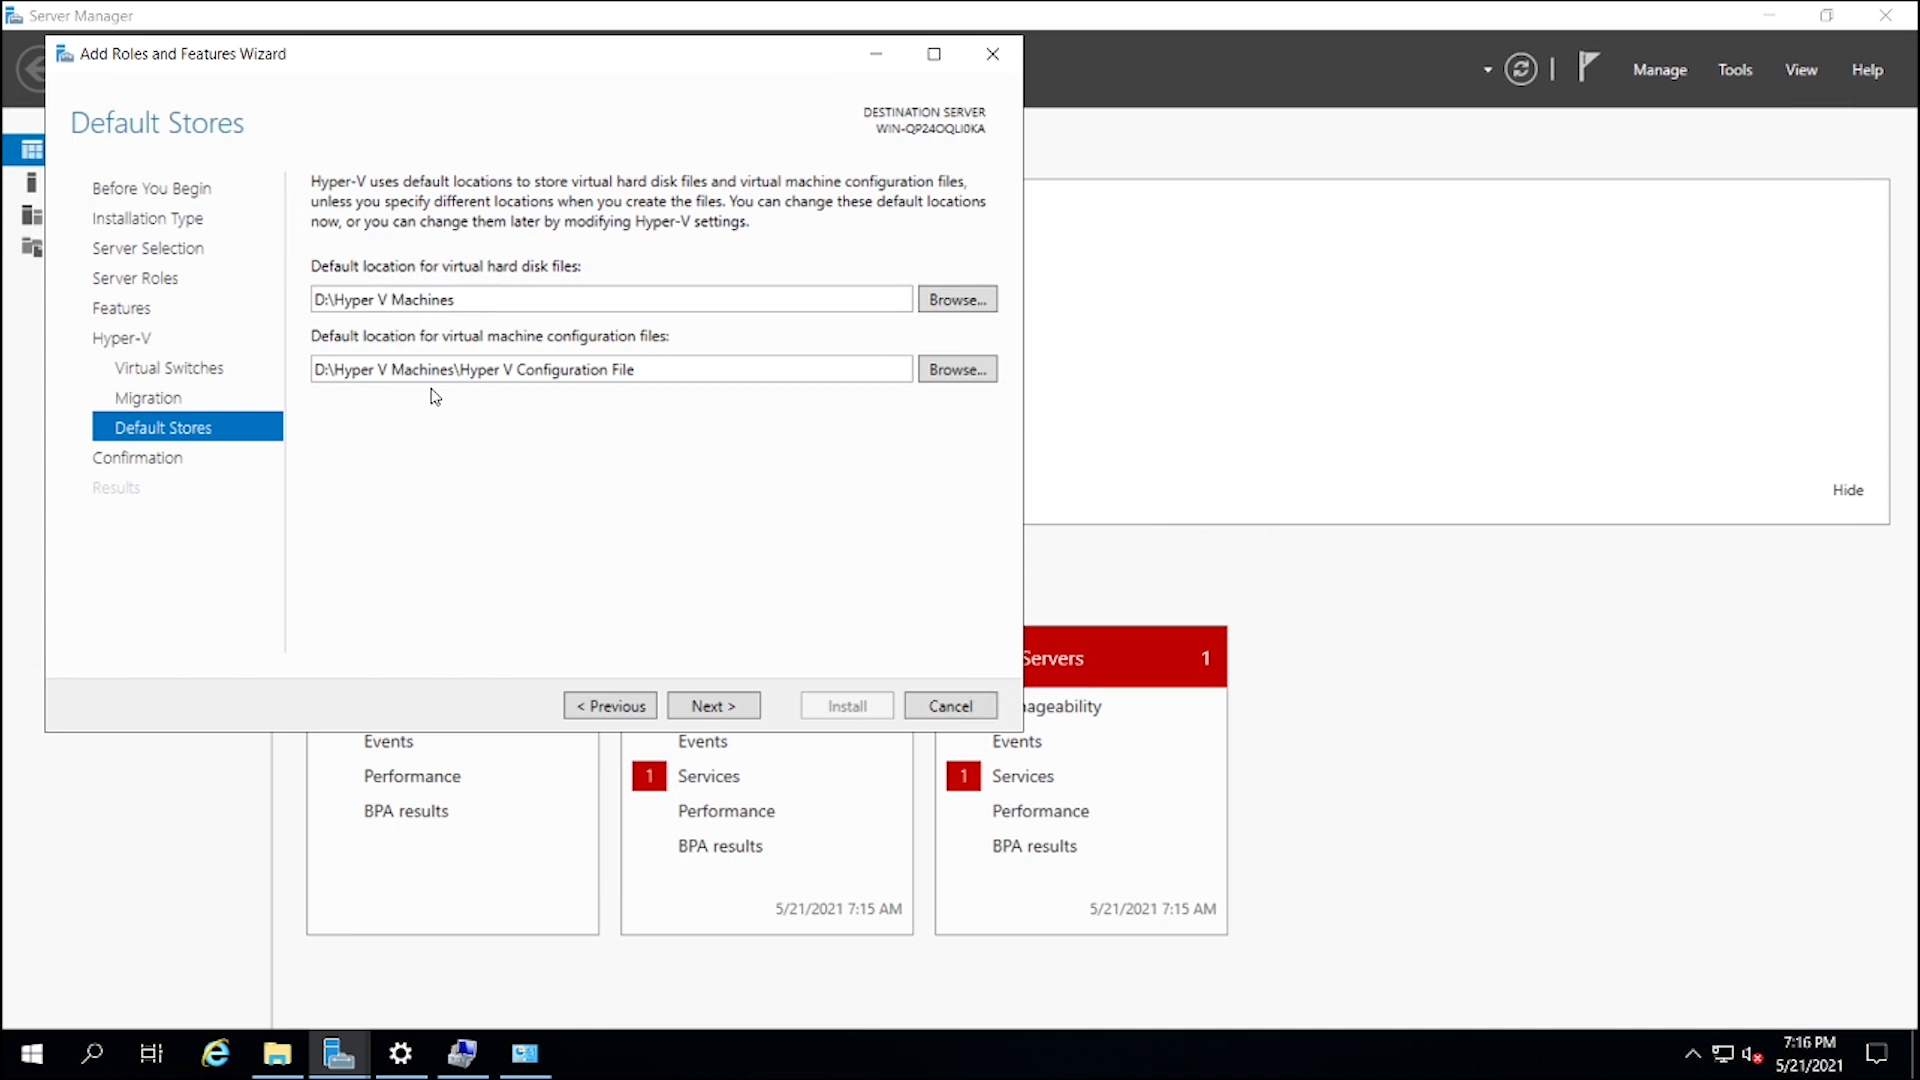 Server Manager
Add Roles and Features Wizard
Manage Tools View Help
Default Stores
DESTINATION SERVER
WIN-QP24OQLI0KA
Before You Begin
Installation Type
Server Selection
Server Roles
Features
Hyper-V
Virtual Switches
Migration
Default Stores
Confirmation
Results
Hyper-V uses default locations to store virtual hard disk files and virtual machine configuration files,
unless you specify different locations when you create the files. You can change these default locations
now, or you can change them later by modifying Hyper-V settings.
Default location for virtual hard disk files:
D:\Hyper V Machines
Browse...
Default location for virtual machine configuration files:
D:\Hyper V Machines\Hyper V Configuration File
Browse...
< Previous
Next >
Install
Cancel
Hide
Servers 1
nageability
Events
Performance
BPA results
Events
1 Services
Performance
BPA results
5/21/2021 7:15 AM
Events
1 Services
Performance
BPA results
5/21/2021 7:15 AM
7:16 PM
5/21/2021